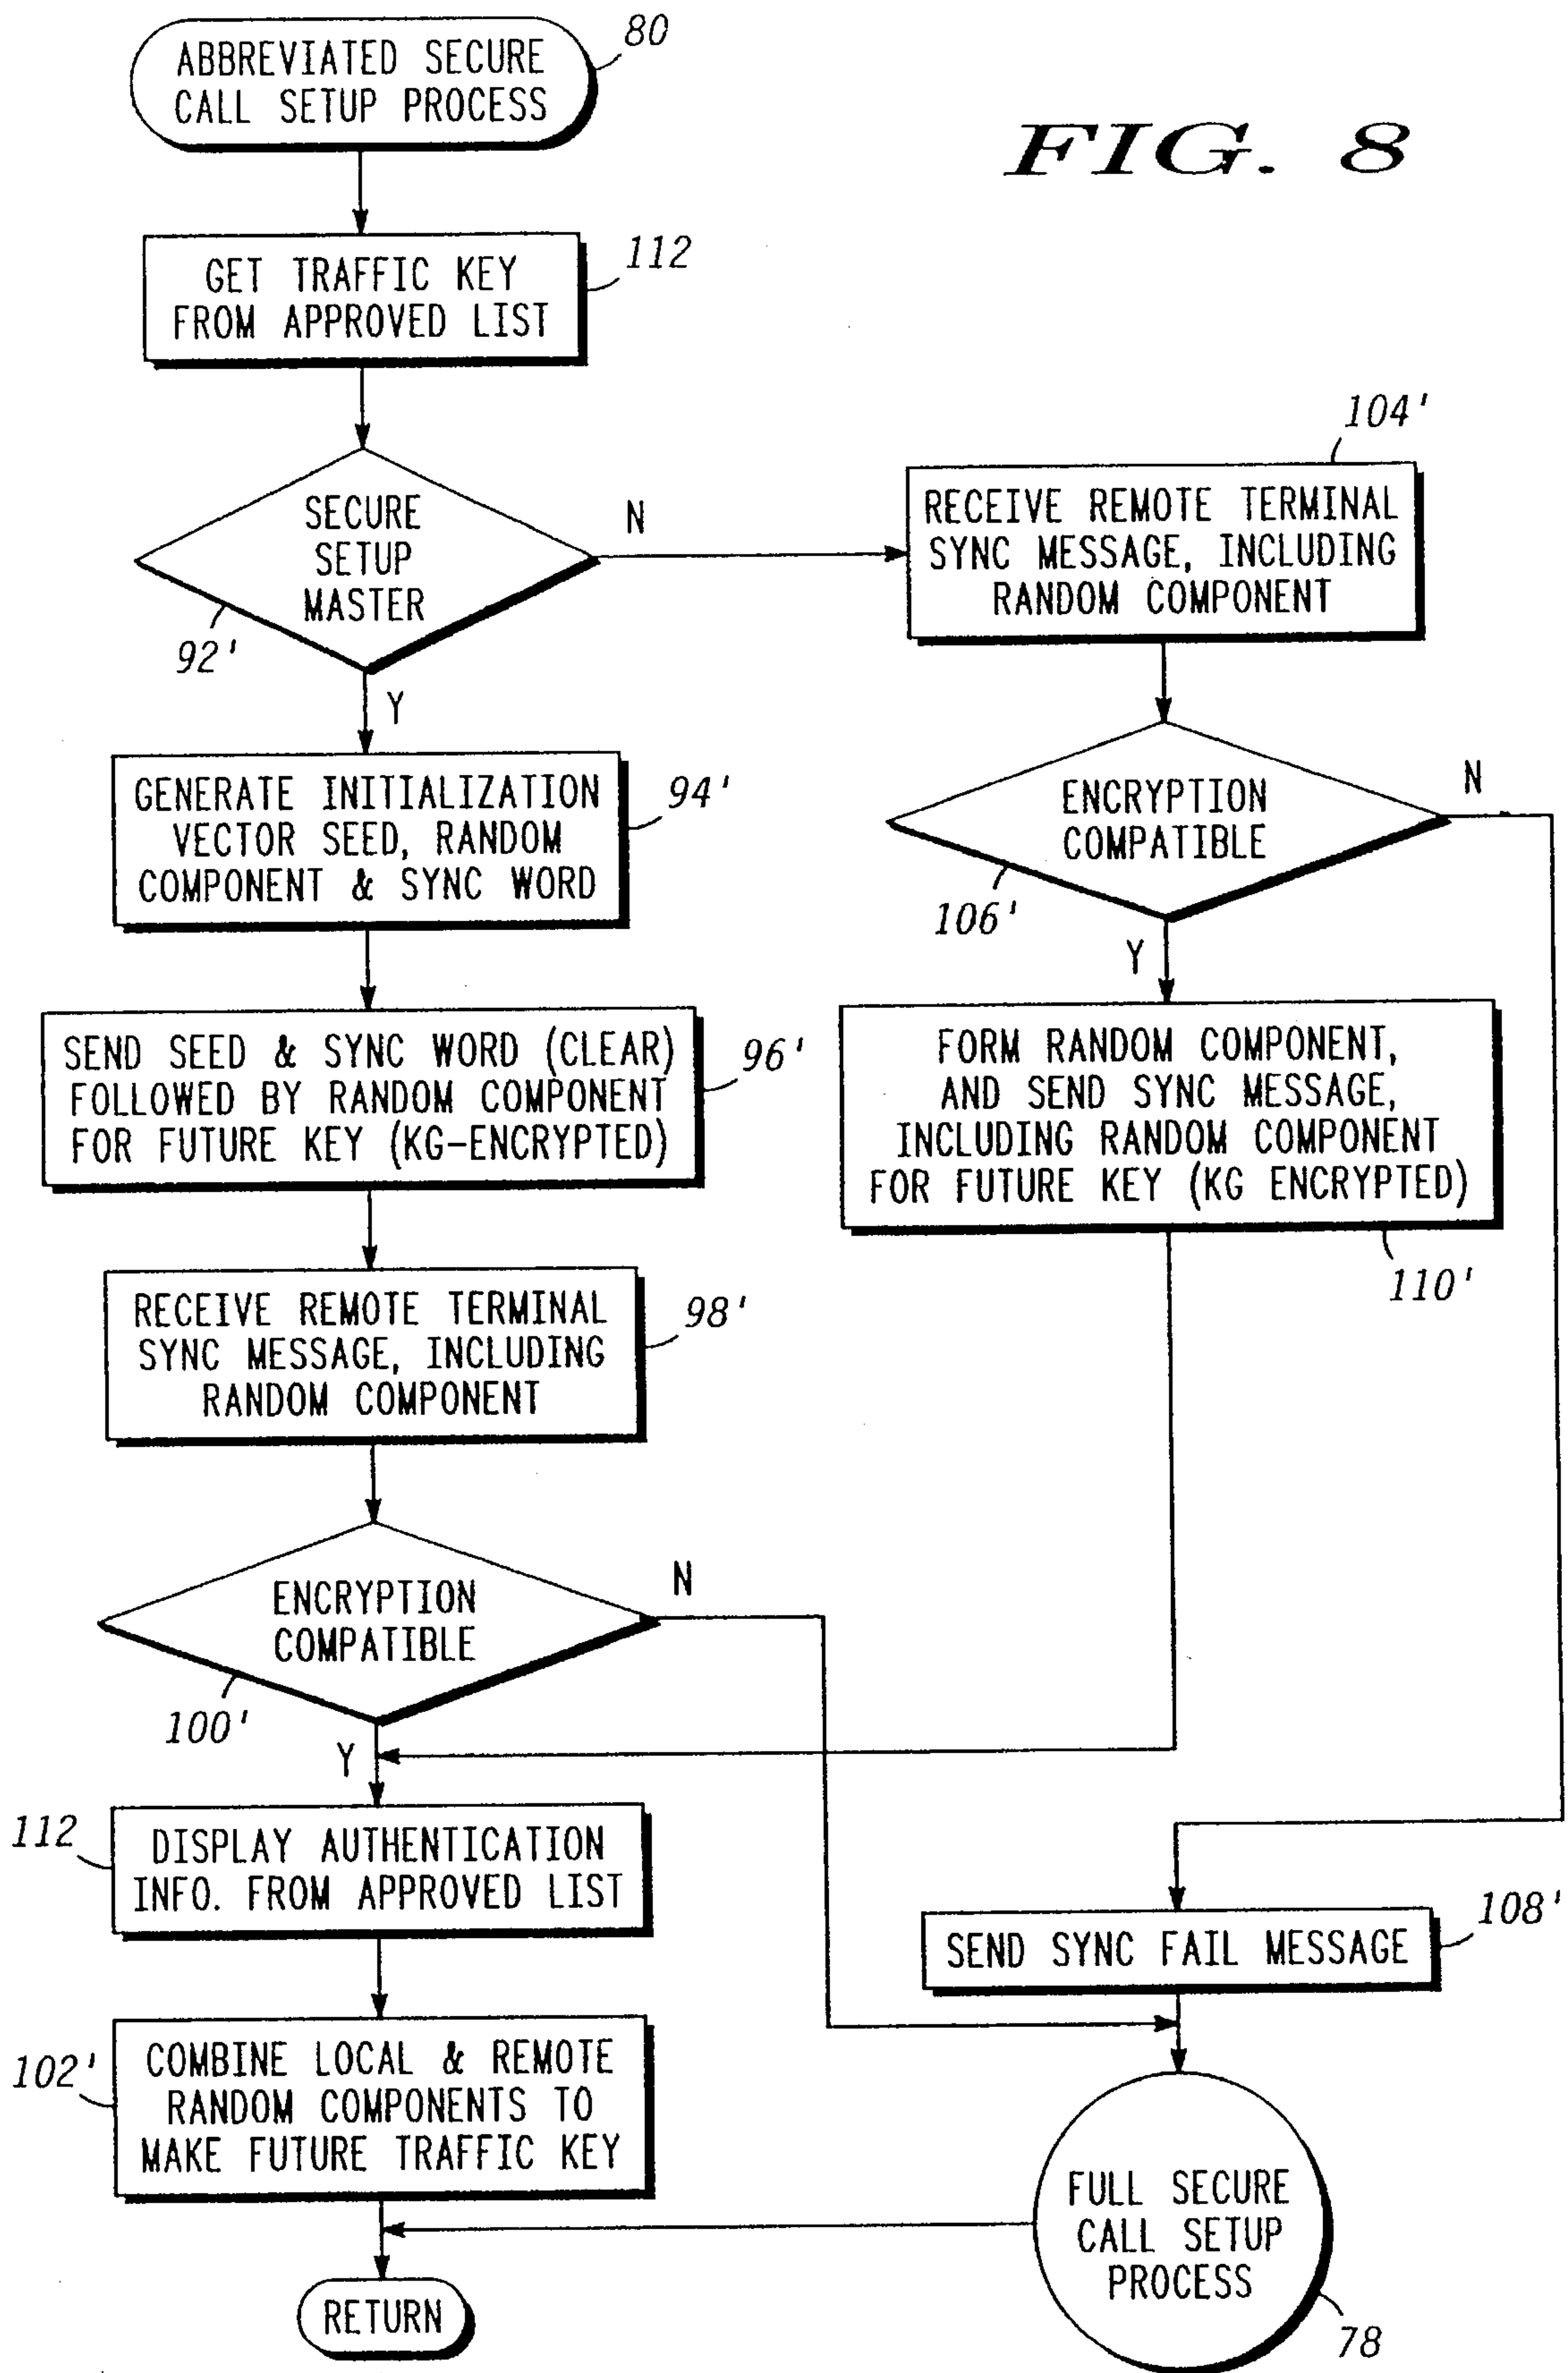 ABBREVIATED SECURE
CALL SETUP PROCESS
80
FIG. 8
GET TRAFFIC KEY
FROM APPROVED LIST
112
SECURE
SETUP
MASTER
92'
N
Y
104'
RECEIVE REMOTE TERMINAL
SYNC MESSAGE, INCLUDING
RANDOM COMPONENT
GENERATE INITIALIZATION
VECTOR SEED, RANDOM
COMPONENT & SYNC WORD
94'
ENCRYPTION
COMPATIBLE
106'
N
Y
SEND SEED & SYNC WORD (CLEAR)
FOLLOWED BY RANDOM COMPONENT
FOR FUTURE KEY (KG-ENCRYPTED)
96'
FORM RANDOM COMPONENT,
AND SEND SYNC MESSAGE,
INCLUDING RANDOM COMPONENT
FOR FUTURE KEY (KG ENCRYPTED)
110'
RECEIVE REMOTE TERMINAL
SYNC MESSAGE, INCLUDING
RANDOM COMPONENT
98'
ENCRYPTION
COMPATIBLE
100'
N
Y
112
DISPLAY AUTHENTICATION
INFO. FROM APPROVED LIST
SEND SYNC FAIL MESSAGE
108'
102'
COMBINE LOCAL & REMOTE
RANDOM COMPONENTS TO
MAKE FUTURE TRAFFIC KEY
FULL SECURE
CALL SETUP
PROCESS
78
RETURN